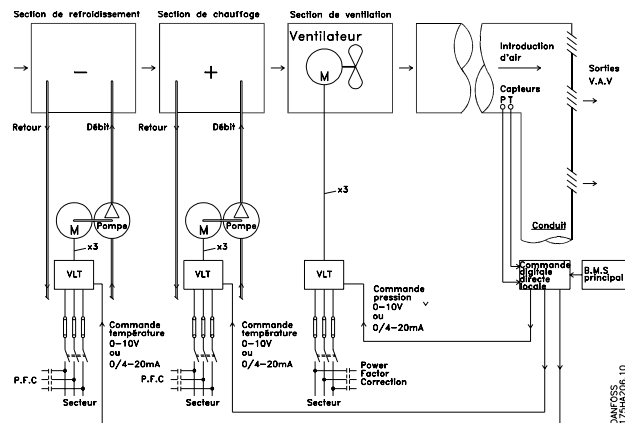 Section de refroidissement
Section de chauffage
Section de ventilation
Ventilateur
M
Introduction
d'air
Sorties
V.A.V
Capteurs
P T
Retour
Débit
Retour
Débit
x3
M
Pompe
M
Pompe
x3
x3
Conduit
VLT
VLT
VLT
Commande
digitale
directe
locale
B.M.S
principal
Commande
pression
0-10V
ou
0/4-20mA
Commande
température
0-10V
ou
0/4-20mA
Commande
température
0-10V
ou
0/4-20mA
Power
Factor
Correction
P.F.C
P.F.C
Secteur
Secteur
Secteur
DANFOSS
175HA206.10